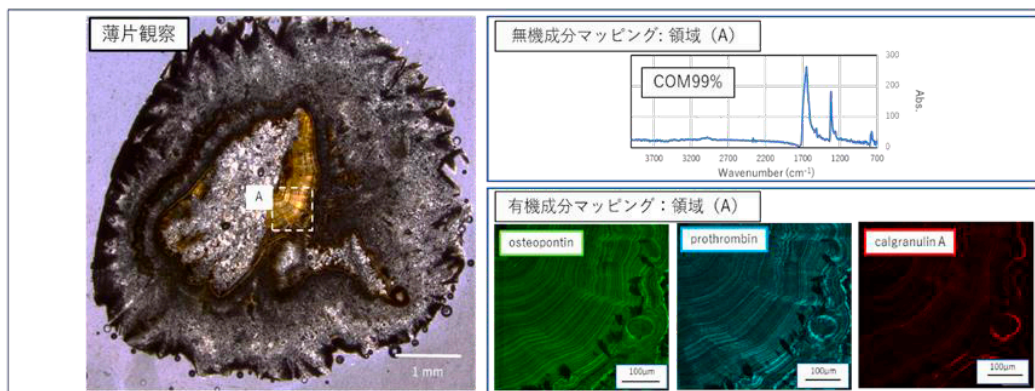 薄片観察
A
1 mm
無機成分マッピング: 領域（A）
COM99%
300
200
100
0
Abs.
3700 3200 2700 2200 1700 1200 700
Wavenumber (cm-1)
有機成分マッピング：領域（A）
osteopontin
prothrombin
calgranulin A
100μm
100μm
100μm